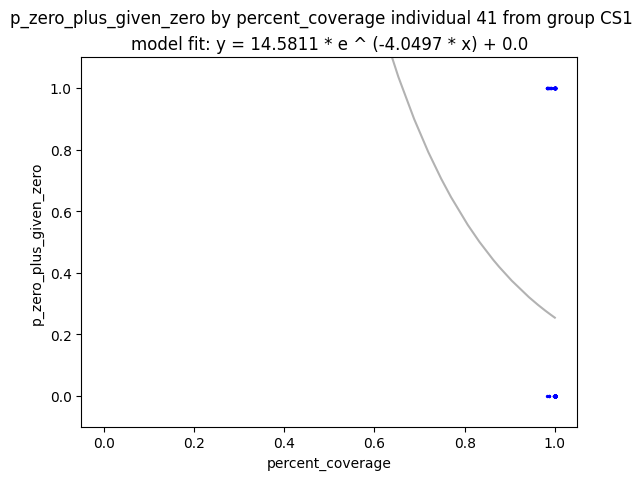 p_zero_plus_given_zero by percent_coverage individual 41 from group CS1
model fit: y = 14.5811 * e ^ (-4.0497 * x) + 0.0
1.0
0.8
0.6
0.4
0.2
0.0
p_zero_plus_given_zero
0.0 0.2 0.4 0.6 0.8 1.0
percent_coverage